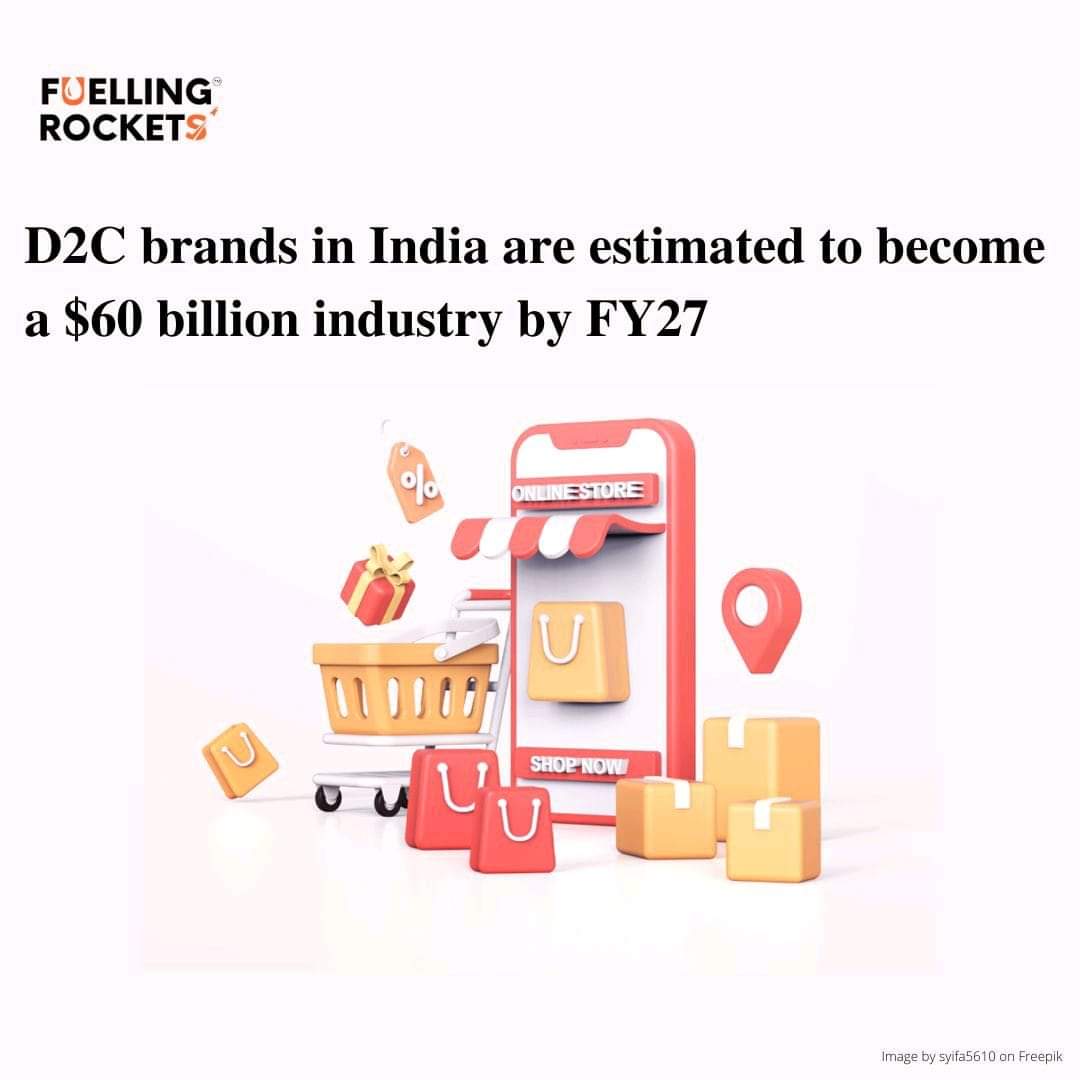 FUELLING
ROCKETS
D2C brands in India are estimated to become
a $60 billion industry by FY27
%
ONLINE STORE
SHOP NOW
Image by syifa5610 on Freepik